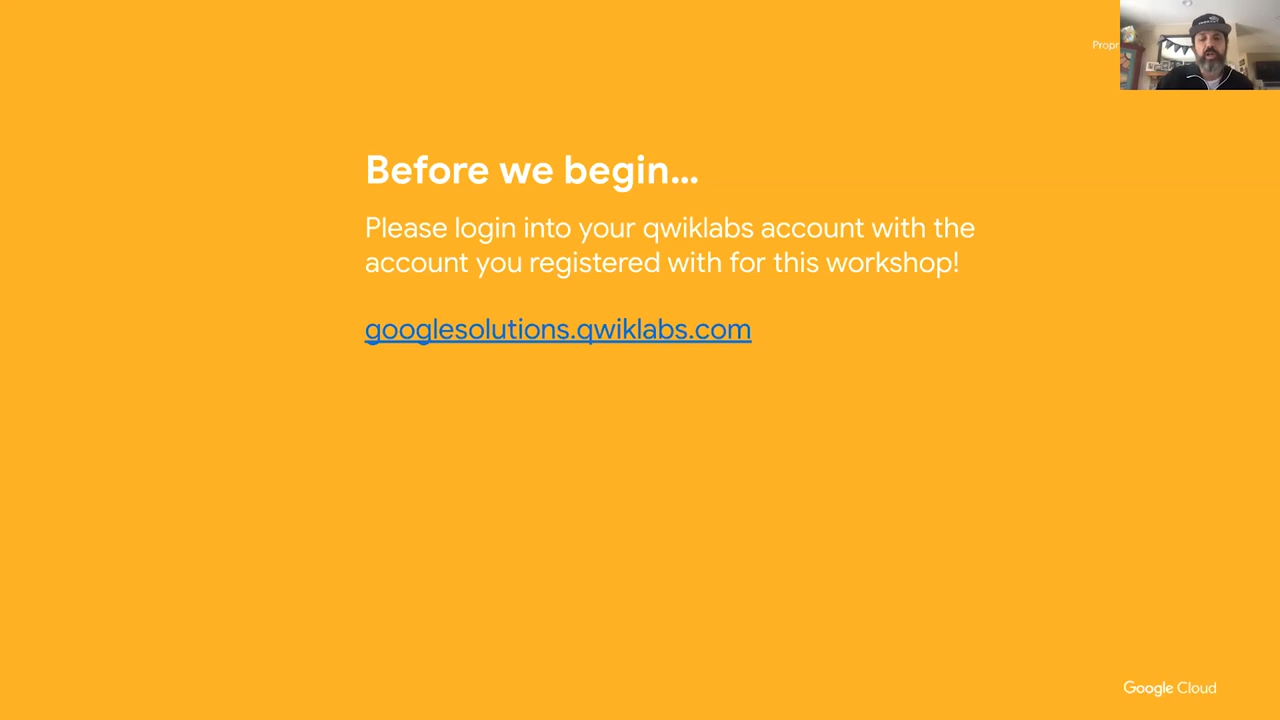 Before we begin...
Please login into your qwiklabs account with the
account you registered with for this workshop!
googlesolutions.qwiklabs.com
Google Cloud